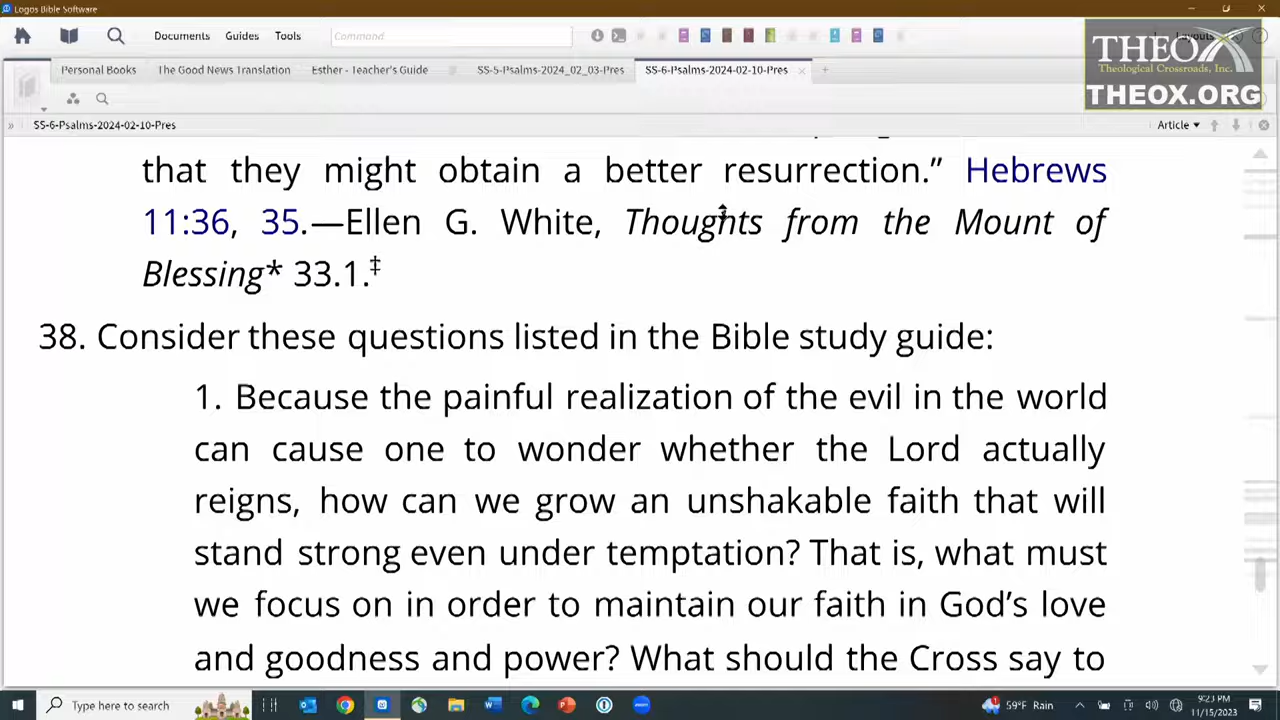 Logos Bible Software
Documents Guides Tools Command
THEOX
Theological Crossroads, Inc.
THEOX.ORG
Personal Books The Good News Translation Esther - Teacher's Guide SS-5-Psalms-2024_02_03-Pres SS-6-Psalms-2024-02-10-Pres
SS-6-Psalms-2024-02-10-Pres Article
that they might obtain a better resurrection.” Hebrews
11:36, 35.—Ellen G. White, Thoughts from the Mount of
Blessing* 33.1.‡
38. Consider these questions listed in the Bible study guide:
1. Because the painful realization of the evil in the world
can cause one to wonder whether the Lord actually
reigns, how can we grow an unshakable faith that will
stand strong even under temptation? That is, what must
we focus on in order to maintain our faith in God’s love
and goodness and power? What should the Cross say to
Type here to search 59°F Rain 9:23 PM
11/15/2023